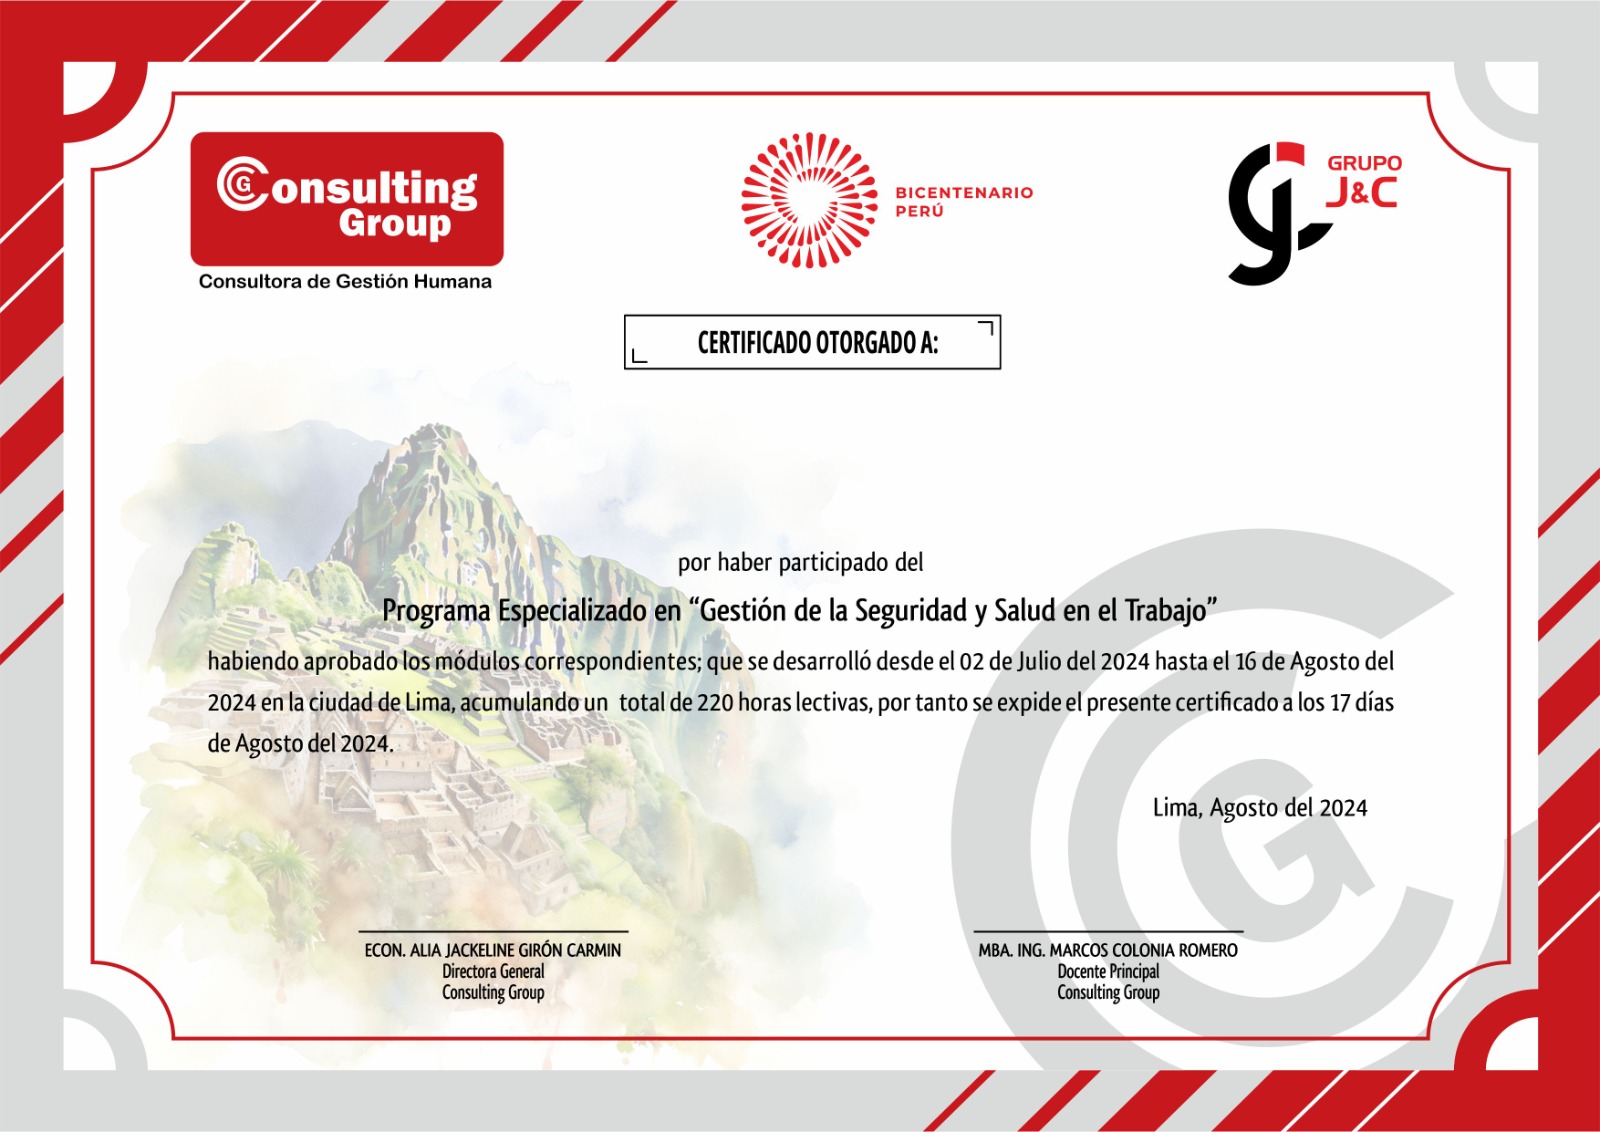 Consulting
Group
Consultora de Gestión Humana
BICENTENARIO
PERÚ
GRUPO
J&C
CERTIFICADO OTORGADO A:
por haber participado del
Programa Especializado en “Gestión de la Seguridad y Salud en el Trabajo”
habiendo aprobado los módulos correspondientes; que se desarrolló desde el 02 de Julio del 2024 hasta el 16 de Agosto del
2024 en la ciudad de Lima, acumulando un total de 220 horas lectivas, por tanto se expide el presente certificado a los 17 días
de Agosto del 2024.
Lima, Agosto del 2024
G
ECON. ALIA JACKELINE GIRÓN CARMIN
Directora General
Consulting Group
MBA. ING. MARCOS COLONIA ROMERO
Docente Principal
Consulting Group